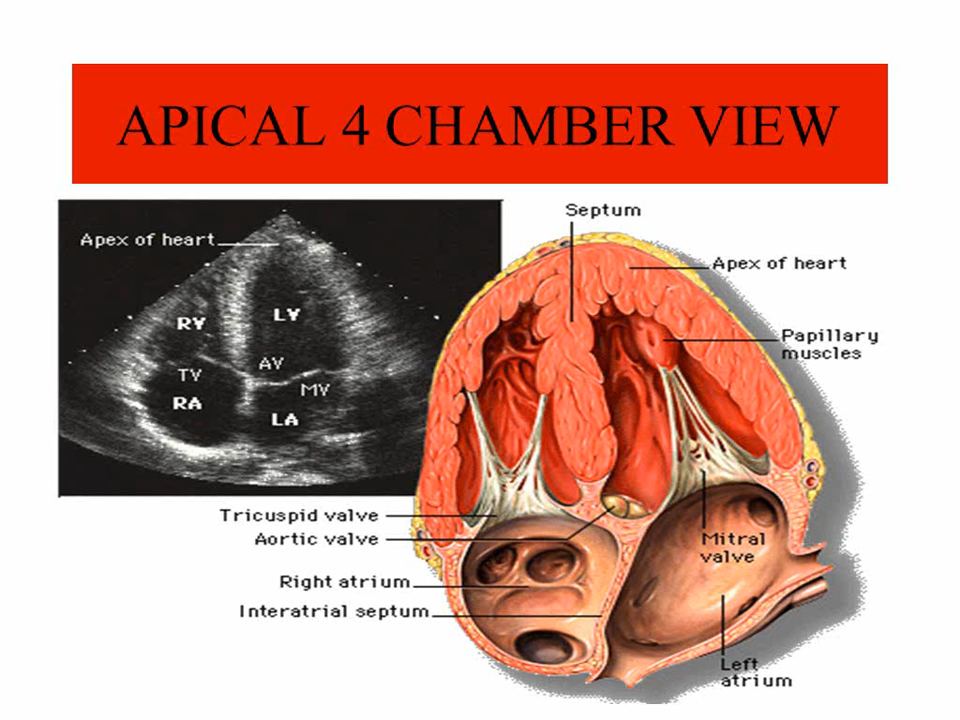 APICAL 4 CHAMBER VIEW
Apex of heart
RV
LV
TV
AV
MV
RA
LA
Septum
Apex of heart
Papillary
muscles
Tricuspid valve
Aortic valve
Mitral
valve
Right atrium
Interatrial septum
Left
atrium